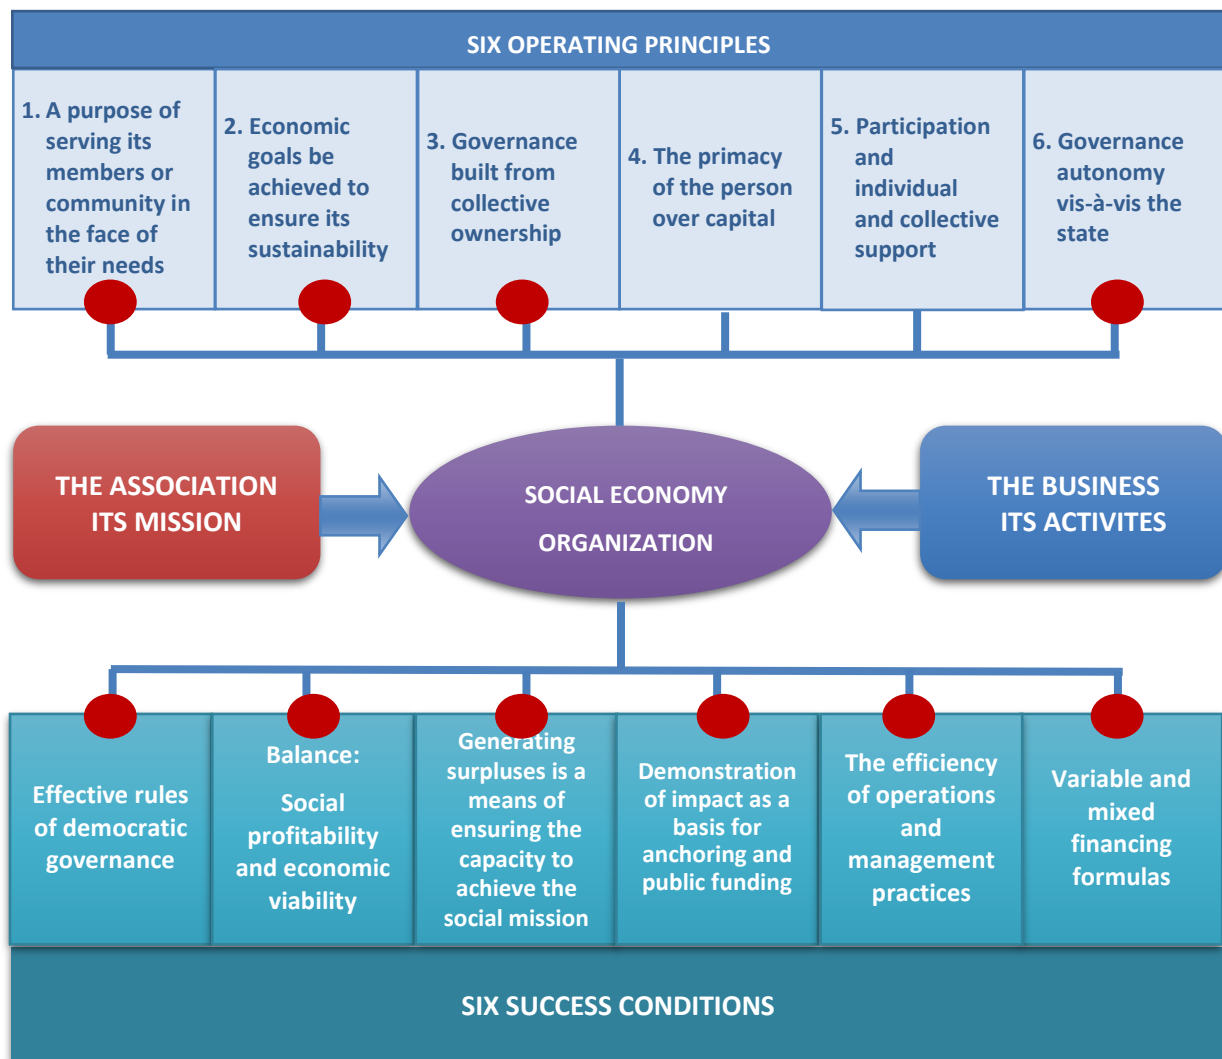 SIX OPERATING PRINCIPLES
1. A purpose of
serving its
members or
community in
the face of
their needs
2. Economic
goals be
achieved to
ensure its
sustainability
3. Governance
built from
collective
ownership
4. The primacy
of the person
over capital
5. Participation
and
individual
and collective
support
6. Governance
autonomy
vis-à-vis the
state
THE ASSOCIATION
ITS MISSION
SOCIAL ECONOMY
ORGANIZATION
THE BUSINESS
ITS ACTIVITES
Effective rules
of democratic
governance
Balance:
Social
profitability
and economic
viability
Generating
surpluses is a
means of
ensuring the
capacity to
achieve the
social mission
Demonstration
of impact as a
basis for
anchoring and
public funding
The efficiency
of operations
and
management
practices
Variable and
mixed
financing
formulas
SIX SUCCESS CONDITIONS